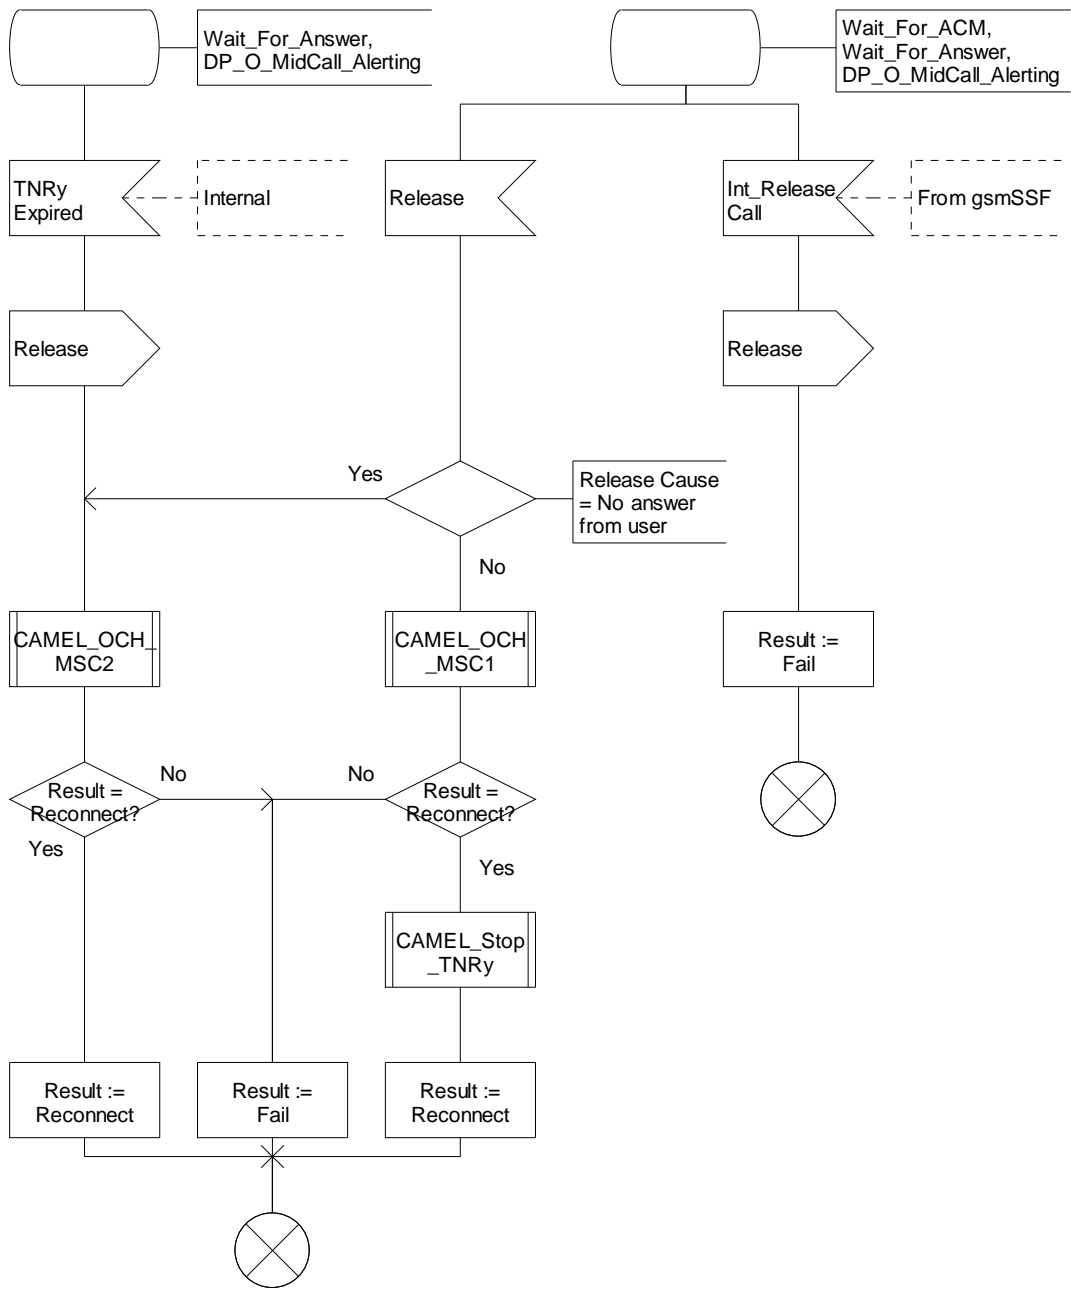 Wait_For_Answer,
DP_O_MidCall_Alerting
Wait_For_ACM,
Wait_For_Answer,
DP_O_MidCall_Alerting
TNRy
Expired
Internal
Release
Int_Release
Call
From gsmSSF
Release
Release
Yes
Release Cause
= No answer
from user
No
CAMEL_OCH_
MSC2
CAMEL_OCH
_MSC1
Result :=
Fail
Result =
Reconnect?
No
No
Result =
Reconnect?
Yes
Yes
CAMEL_Stop
_TNRy
Result :=
Reconnect
Result :=
Fail
Result :=
Reconnect